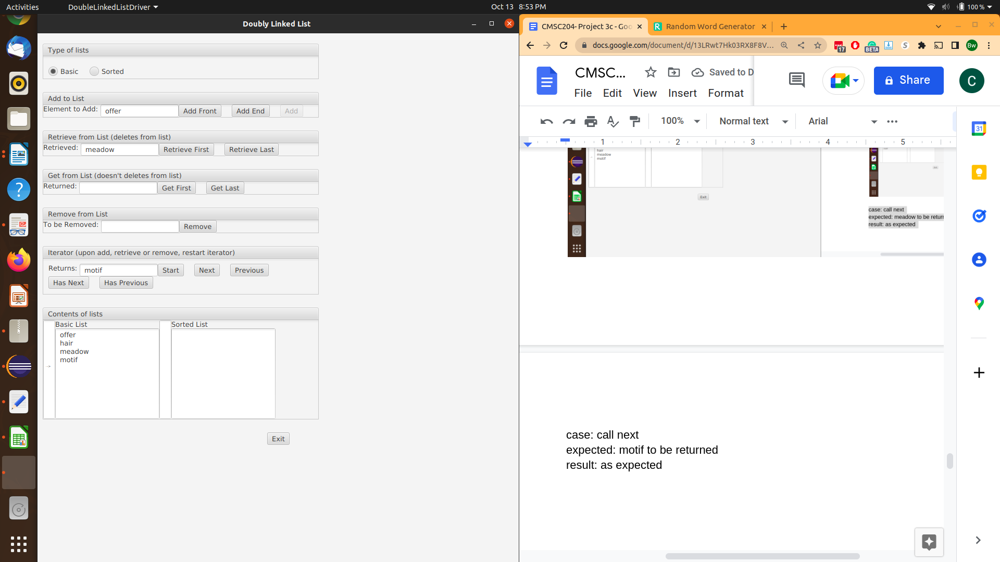 Activities
DoubleLinkedListDriver
Oct 13 8:53 PM
100 %
Doubly Linked List
Type of lists
Basic Sorted
Add to List
Element to Add: offer Add Front Add End Add
Retrieve from List (deletes from list)
Retrieved: meadow Retrieve First Retrieve Last
Get from List (doesn't deletes from list)
Returned: Get First Get Last
Remove from List
To be Removed: Remove
Iterator (upon add, retrieve or remove, restart iterator)
Returns: motif Start Next Previous
Has Next Has Previous
Contents of lists
Basic List Sorted List
offer
hair
meadow
motif
-->
Exit
CMSC204- Project 3c - Goo
Random Word Generator
docs.google.com/document/d/13LRwt7Hk03RX8F8V...
17
BETA
S
Bw
CMSC...
Saved to D
Share
C
File Edit View Insert Format
100% Normal text Arial
1 2 3 4 5
hair
meadow
motif
Exit
case: call next
expected: meadow to be return
result: as expected
case: call next
expected: motif to be returned
result: as expected
31